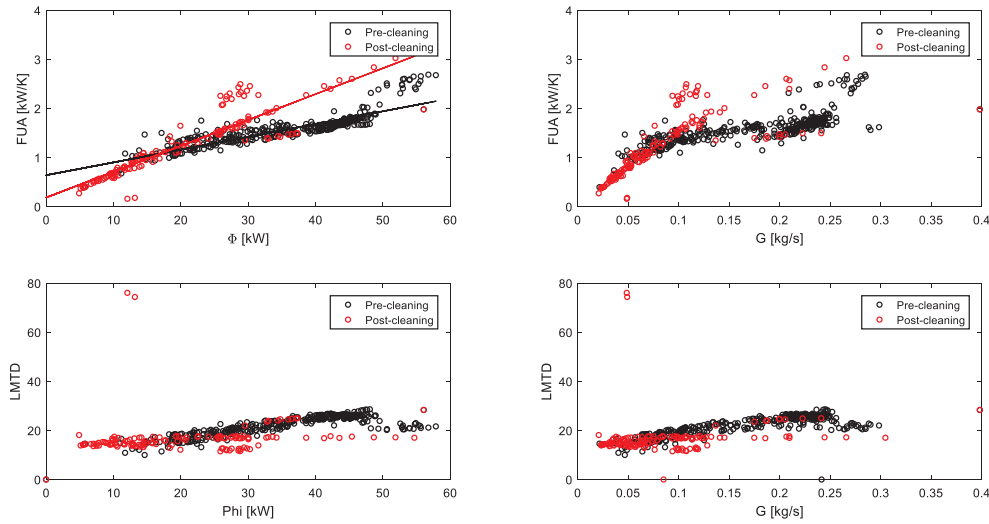 4
3
2
1
0
FUA [kW/K]
Pre-cleaning
Post-cleaning
0 10 20 30 40 50 60
Φ [kW]
4
3
2
1
0
FUA [kW/K]
Pre-cleaning
Post-cleaning
0 0.05 0.1 0.15 0.2 0.25 0.3 0.35 0.4
G [kg/s]
80
60
40
20
0
LMTD
Pre-cleaning
Post-cleaning
0 10 20 30 40 50 60
Phi [kW]
80
60
40
20
0
LMTD
Pre-cleaning
Post-cleaning
0 0.05 0.1 0.15 0.2 0.25 0.3 0.35 0.4
G [kg/s]